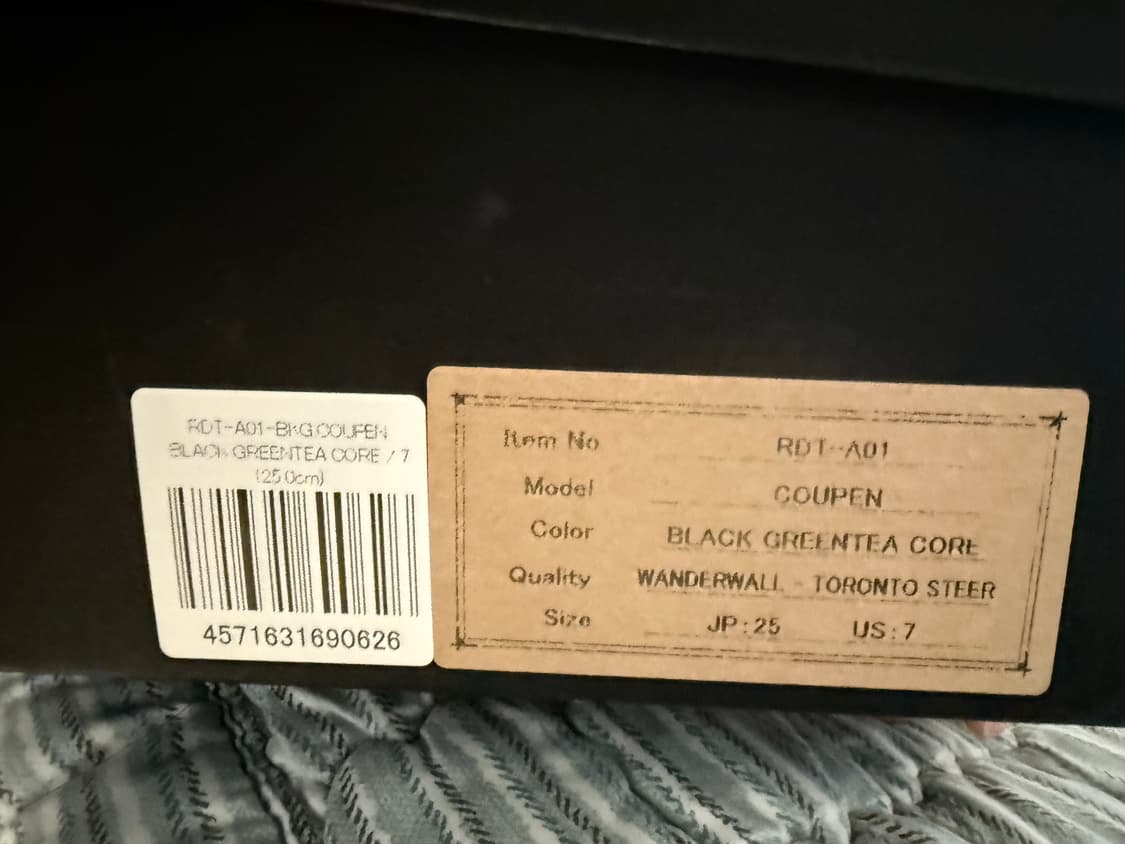 RDT-A01-BKG COUPEN
BLACK GREENTEA CORE / 7
(25.0cm)
4571631690626
Item No RDT-A01
Model COUPEN
Color BLACK GREENTEA CORE
Quality WANDERWALL - TORONTO STEER
Size JP:25 US:7